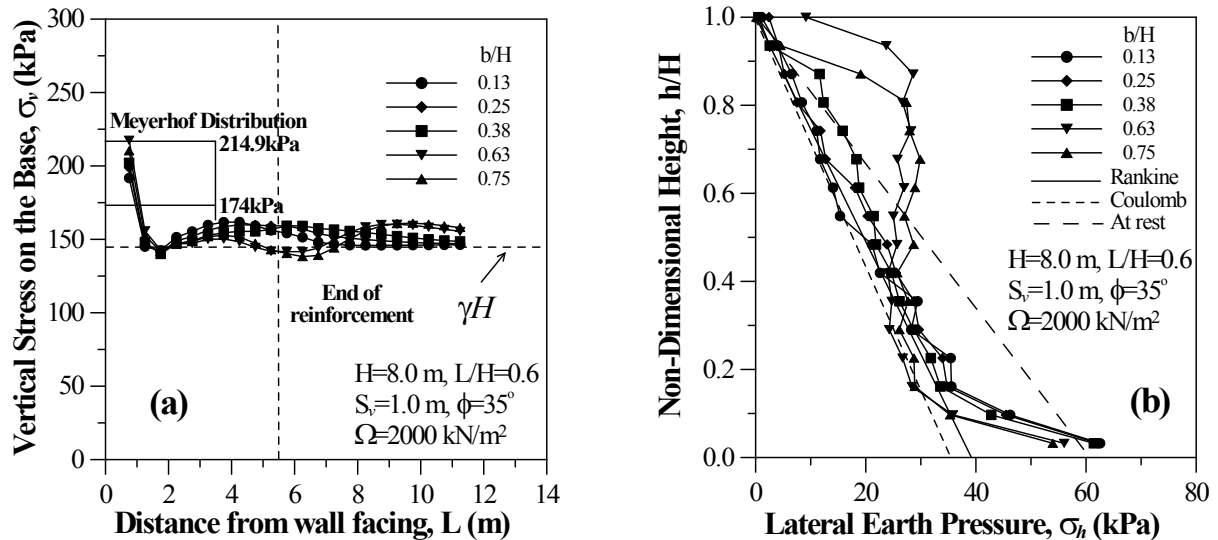 300
250
200
150
100
50
0
0
2
4
6
8
10
12
14
Vertical Stress on the Base, σv (kPa)
Distance from wall facing, L (m)
b/H
0.13
0.25
0.38
0.63
0.75
Meyerhof Distribution
214.9kPa
174kPa
End of
reinforcement
γH
H=8.0 m, L/H=0.6
Sv=1.0 m, ϕ=35°
Ω=2000 kN/m²
(a)
1.0
0.8
0.6
0.4
0.2
0.0
0
20
40
60
80
Non-Dimensional Height, h/H
Lateral Earth Pressure, σh (kPa)
b/H
0.13
0.25
0.38
0.63
0.75
Rankine
Coulomb
At rest
H=8.0 m, L/H=0.6
Sv=1.0 m, ϕ=35°
Ω=2000 kN/m²
(b)